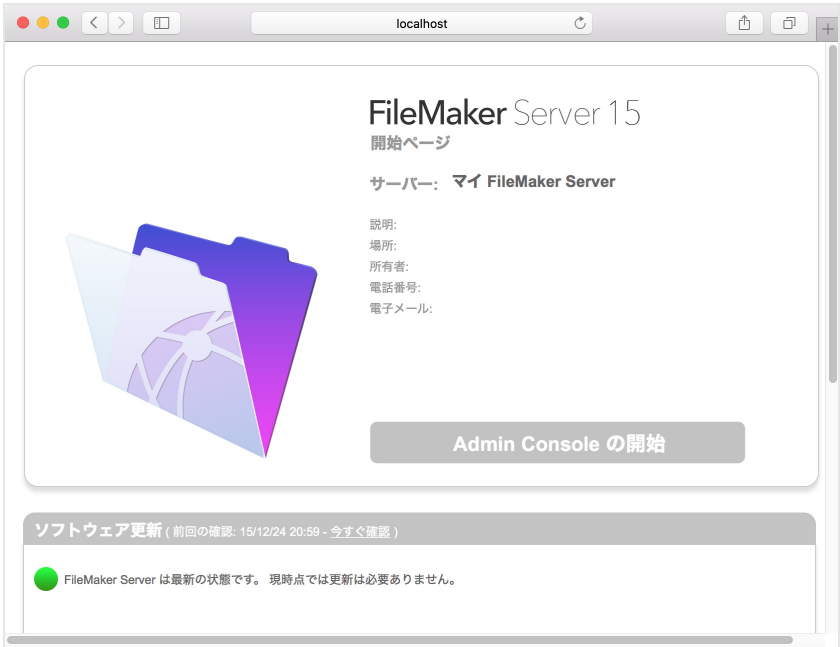 localhost
FileMaker Server 15
開始ページ
サーバー: マイ FileMaker Server
説明:
場所:
所有者:
電話番号:
電子メール:
Admin Console の開始
ソフトウェア更新 ( 前回の確認: 15/12/24 20:59 - 今すぐ確認 )
FileMaker Server は最新の状態です。 現時点では更新は必要ありません。